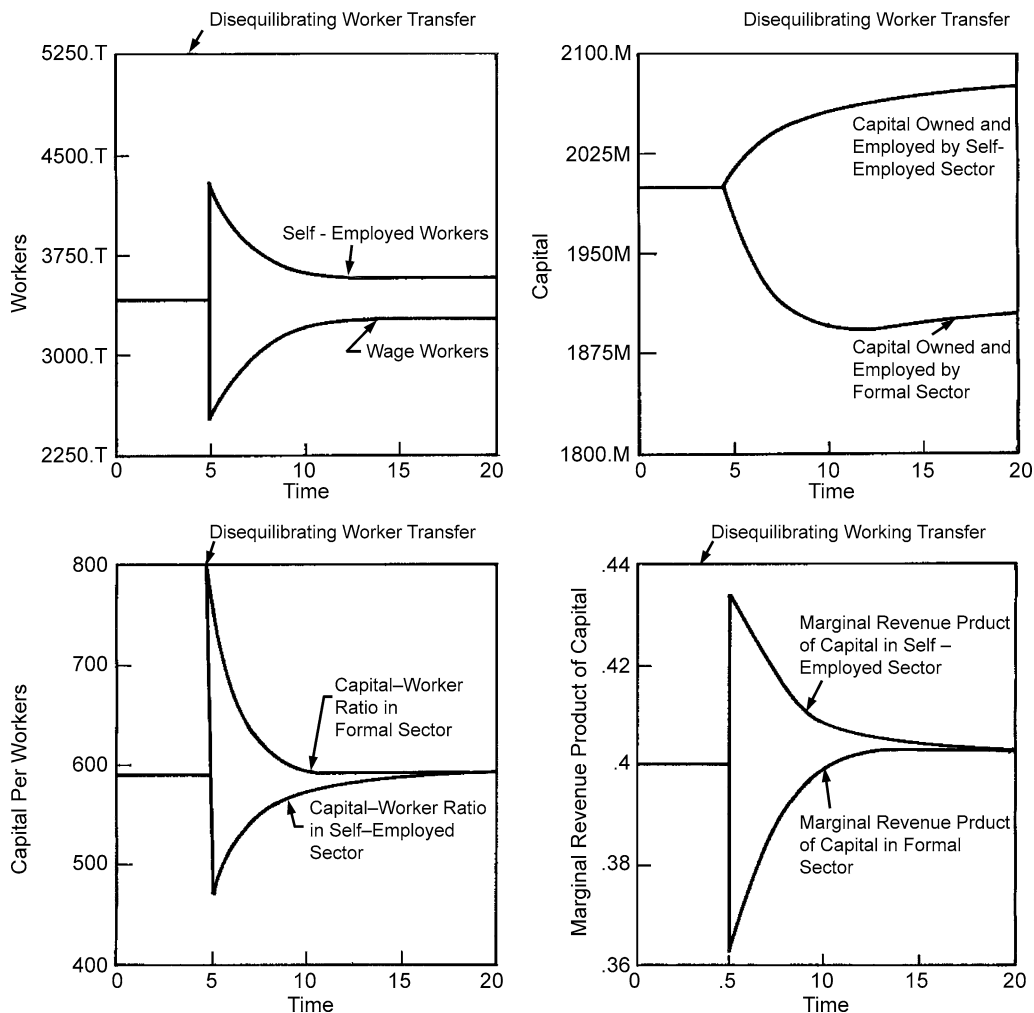 Disequilibrating Worker Transfer
5250.T
4500.T
3750.T
3000.T
2250.T
Workers
Self - Employed Workers
Wage Workers
0
5
10
15
20
Time
Disequilibrating Worker Transfer
2100.M
2025M
1950M
1875M
1800.M
Capital
Capital Owned and
Employed by Self-
Employed Sector
Capital Owned and
Employed by
Formal Sector
0
5
10
15
20
Time
Disequilibrating Worker Transfer
800
700
600
500
400
Capital Per Workers
Capital–Worker
Ratio in
Formal Sector
Capital–Worker Ratio
in Self–Employed
Sector
0
5
10
15
20
Time
Disequilibrating Working Transfer
.44
.42
.4
.38
.36
Marginal Revenue Product of Capital
Marginal Revenue Prduct
of Capital in Self –
Employed Sector
Marginal Revenue Prduct
of Capital in Formal
Sector
0
.5
10
15
20
Time